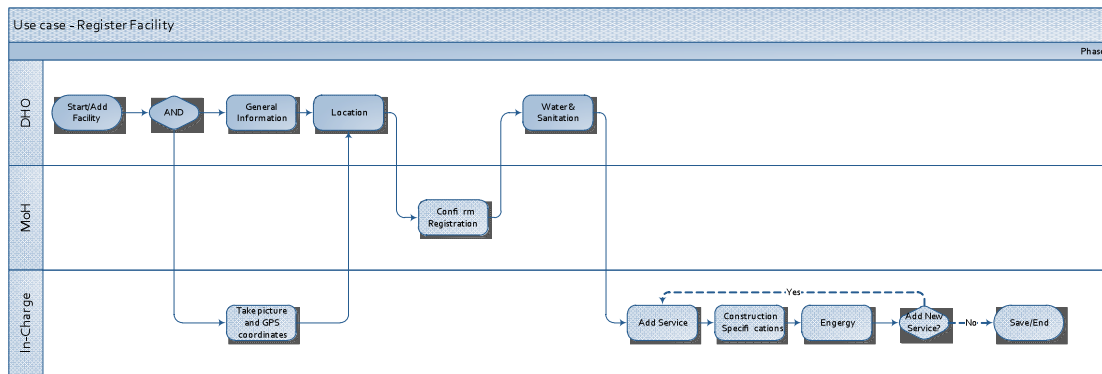 Use case - Register Facility
Phase
DHO
Start/Add
Facility
AND
General
Information
Location
Water &
Sanitation
MoH
Confi rm
Registration
In-Charge
Take picture
and GPS
coordinates
Add Service
Construction
Specifi cations
Engergy
Add New
Service?
Yes
No
Save/End